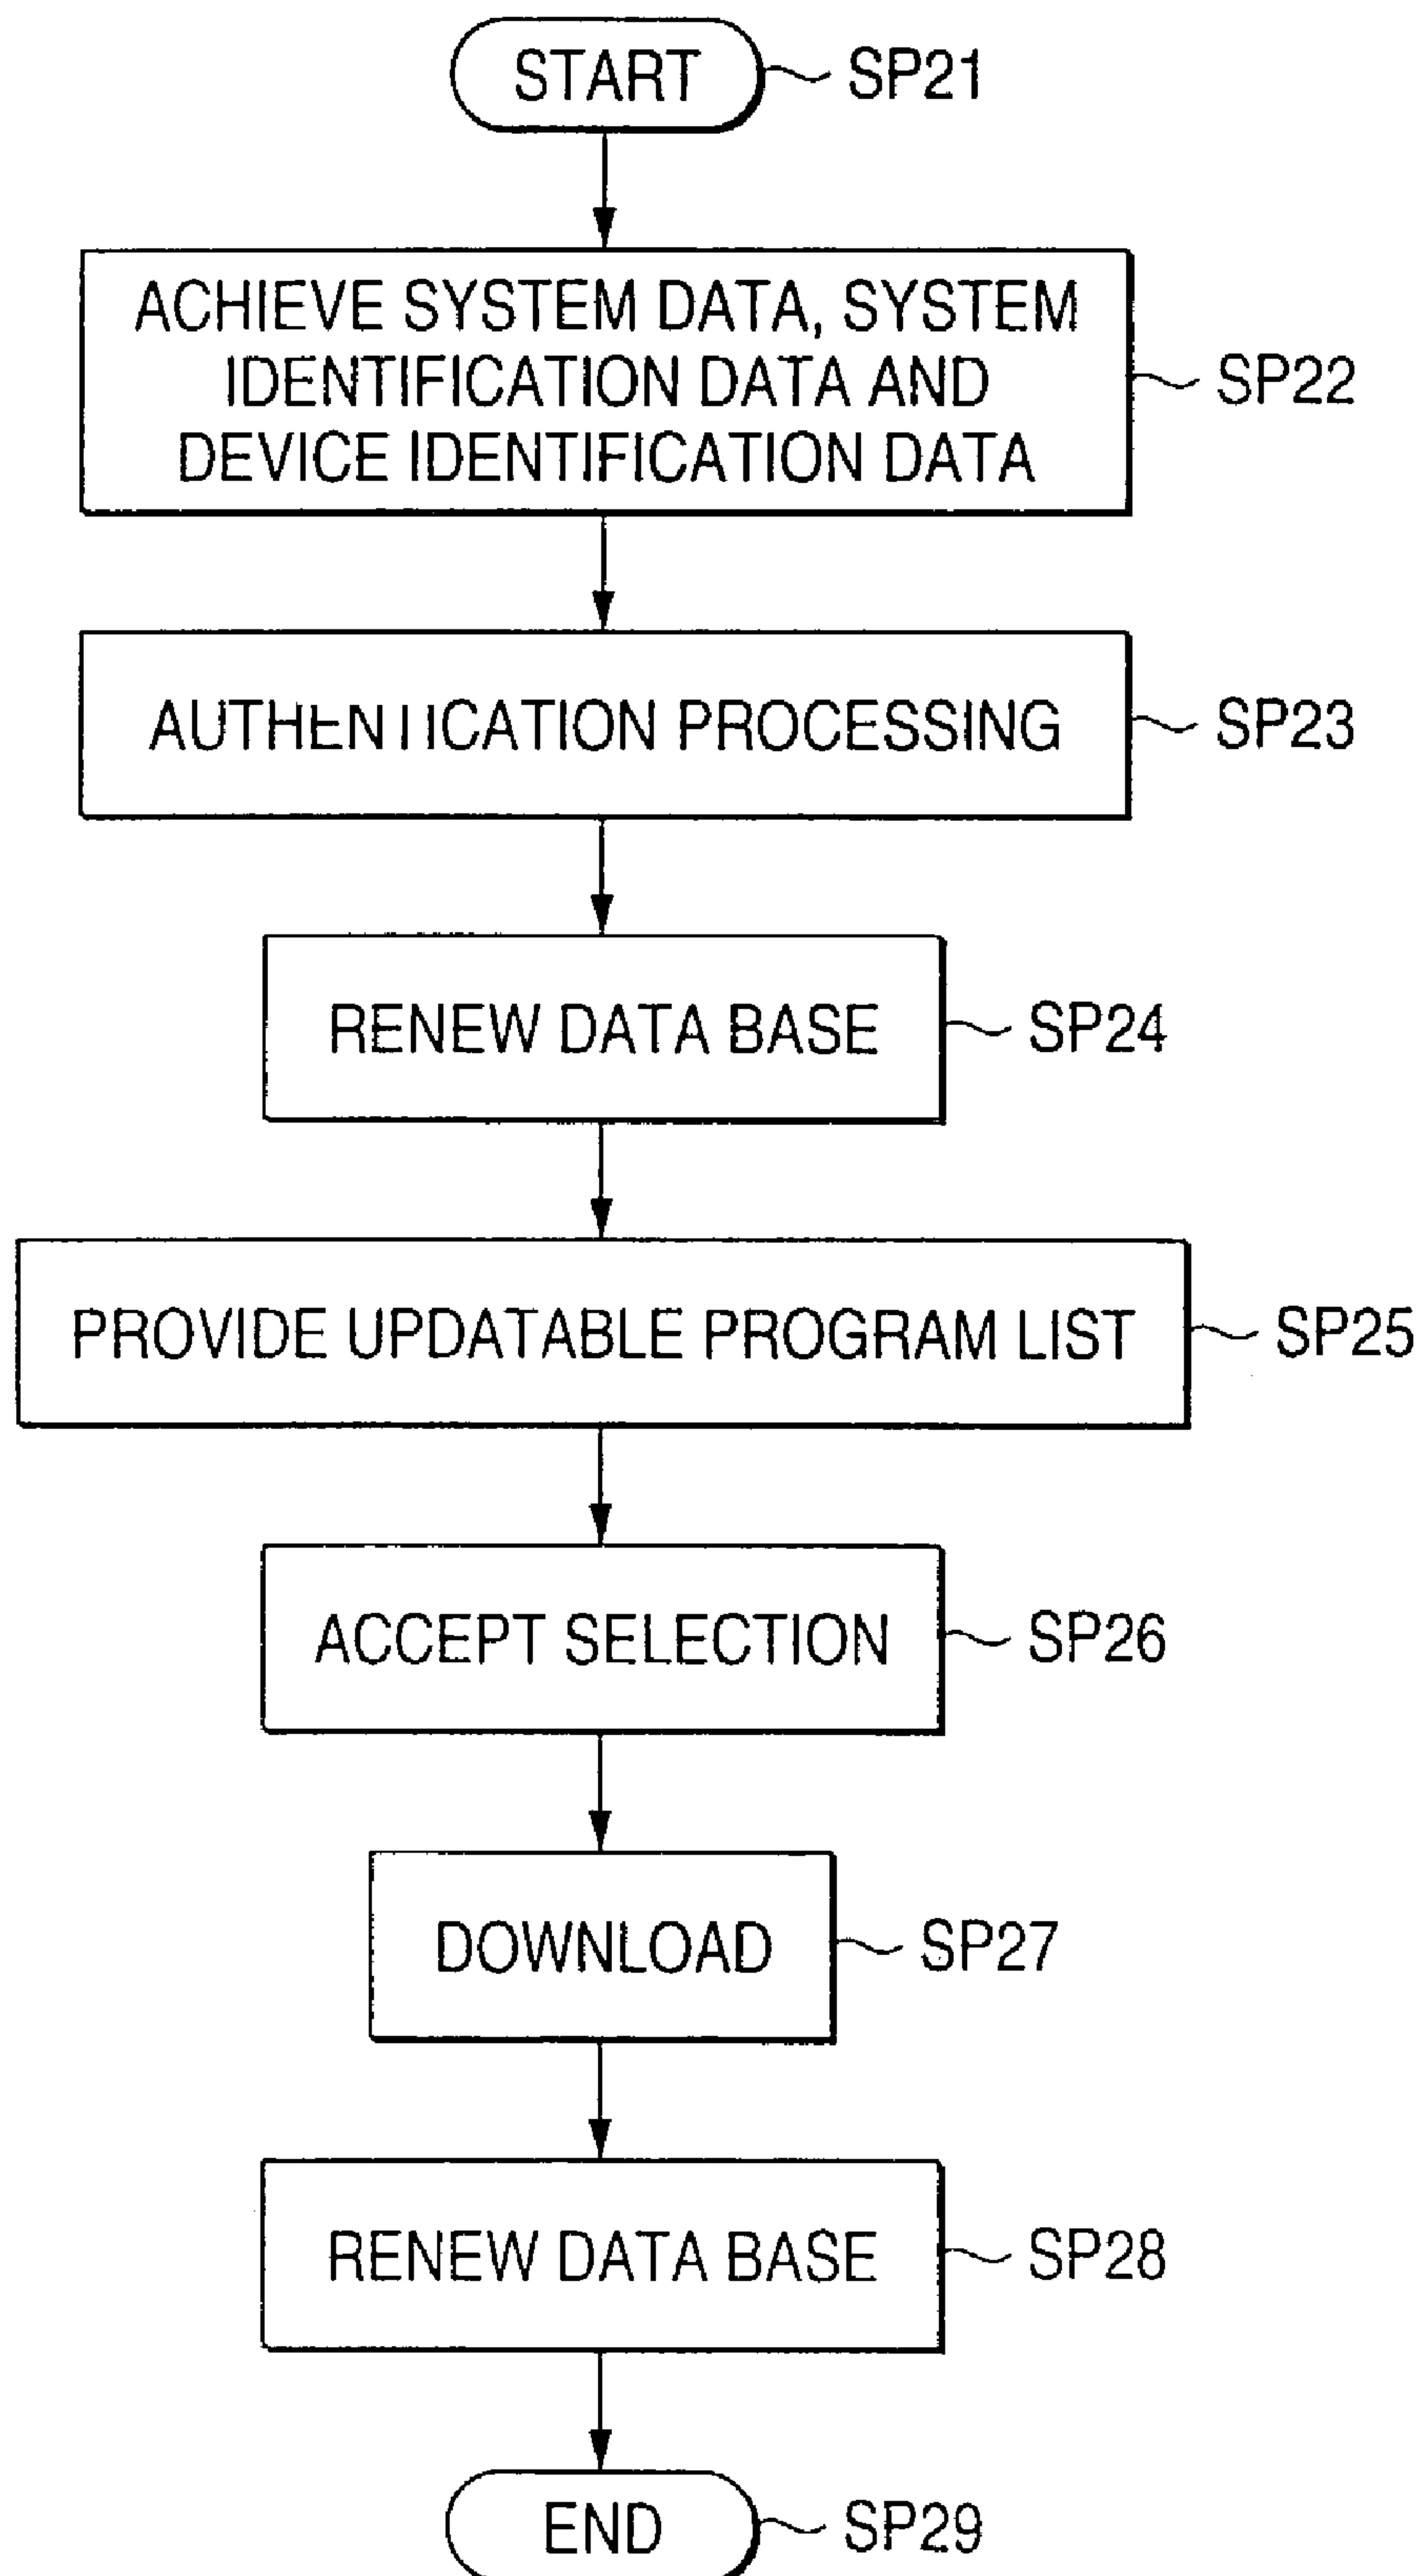 START
SP21
ACHIEVE SYSTEM DATA, SYSTEM
IDENTIFICATION DATA AND
DEVICE IDENTIFICATION DATA
SP22
AUTHENTICATION PROCESSING
SP23
RENEW DATA BASE
SP24
PROVIDE UPDATABLE PROGRAM LIST
SP25
ACCEPT SELECTION
SP26
DOWNLOAD
SP27
RENEW DATA BASE
SP28
END
SP29